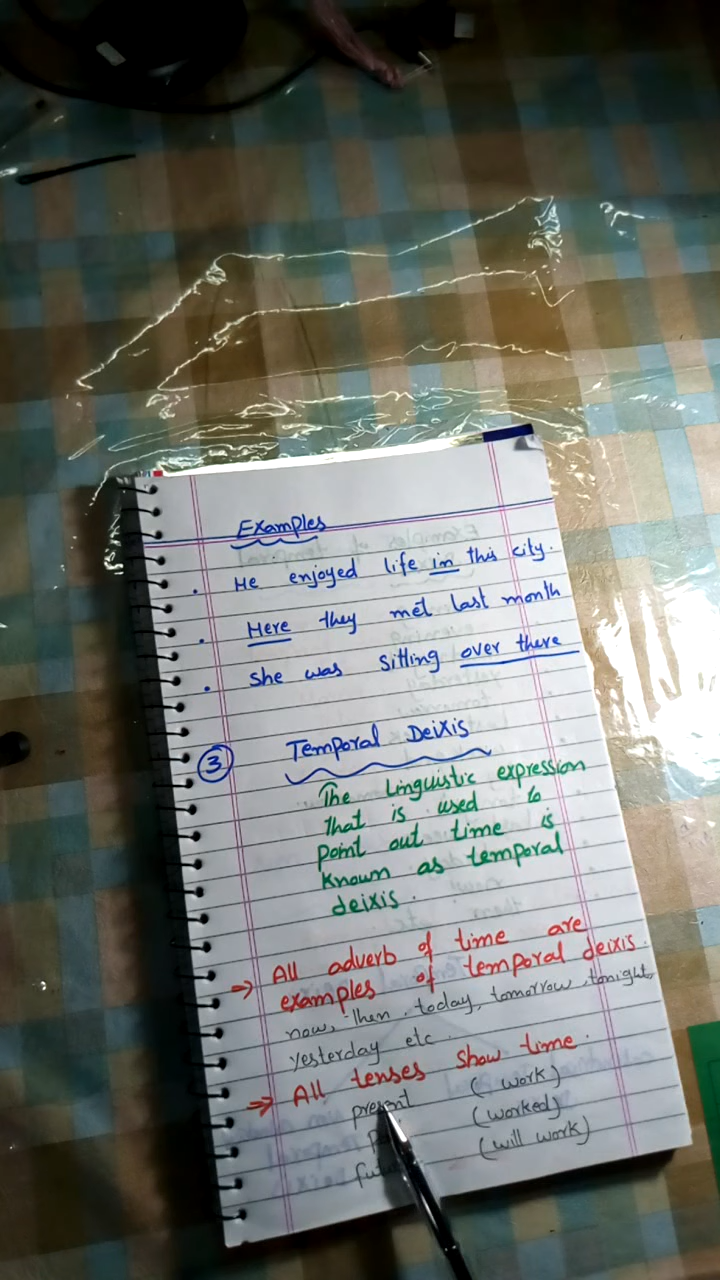 Examples
. He enjoyed life in this city.
. Here they met last month
. she was sitting over there
3 Temporal Deixis
The Linguistic expression
that is used to
point out time is
known as temporal
deixis.
⇒ All adverb of time are
examples of temporal deixis.
now, then, today, tomorrow, tonight,
yesterday etc.
⇒ All tenses show time.
present (work)
(worked)
(will work)